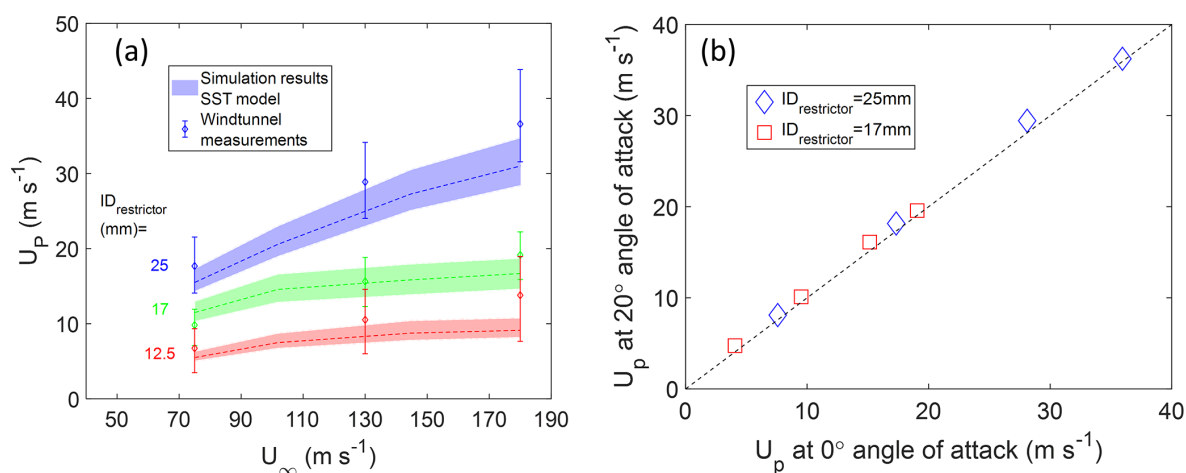 (a)
Simulation results
SST model
Windtunnel
measurements
ID_restrictor
(mm)=
25
17
12.5
50
40
30
20
10
0
U_P (m s⁻¹)
50 70 90 110 130 150 170 190
U_∞ (m s⁻¹)
(b)
ID_restrictor=25mm
ID_restrictor=17mm
40
30
20
10
0
U_p at 20° angle of attack (m s⁻¹)
0 10 20 30 40
U_p at 0° angle of attack (m s⁻¹)